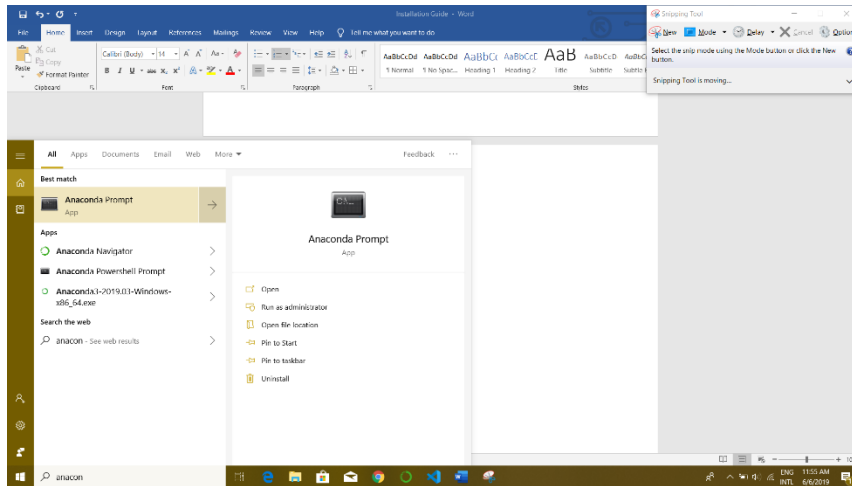 Installation Guide - Word
File Home Insert Design Layout References Mailings Review View Help Tell me what you want to do
Cut
Copy
Paste
Format Painter
Clipboard
Calibri (Body) 14
Font
Paragraph
AaBbCcDd AaBbCcDd AaBbCc AaBbCcE AaB AaBbCcD AaBbCcD
¶ Normal ¶ No Spac... Heading 1 Heading 2 Title Subtitle Subtle
Styles
Snipping Tool
New Mode Delay Cancel Options
Select the snip mode using the Mode button or click the New
button.
Snipping Tool is moving...
All Apps Documents Email Web More Feedback ...
Best match
Anaconda Prompt
App
Apps
Anaconda Navigator
Anaconda Powershell Prompt
Anaconda3-2019.03-Windows-
x86_64.exe
Search the web
anacon - See web results
Anaconda Prompt
App
Open
Run as administrator
Open file location
Pin to Start
Pin to taskbar
Uninstall
anacon
ENG 11:55 AM
INTL 6/6/2019